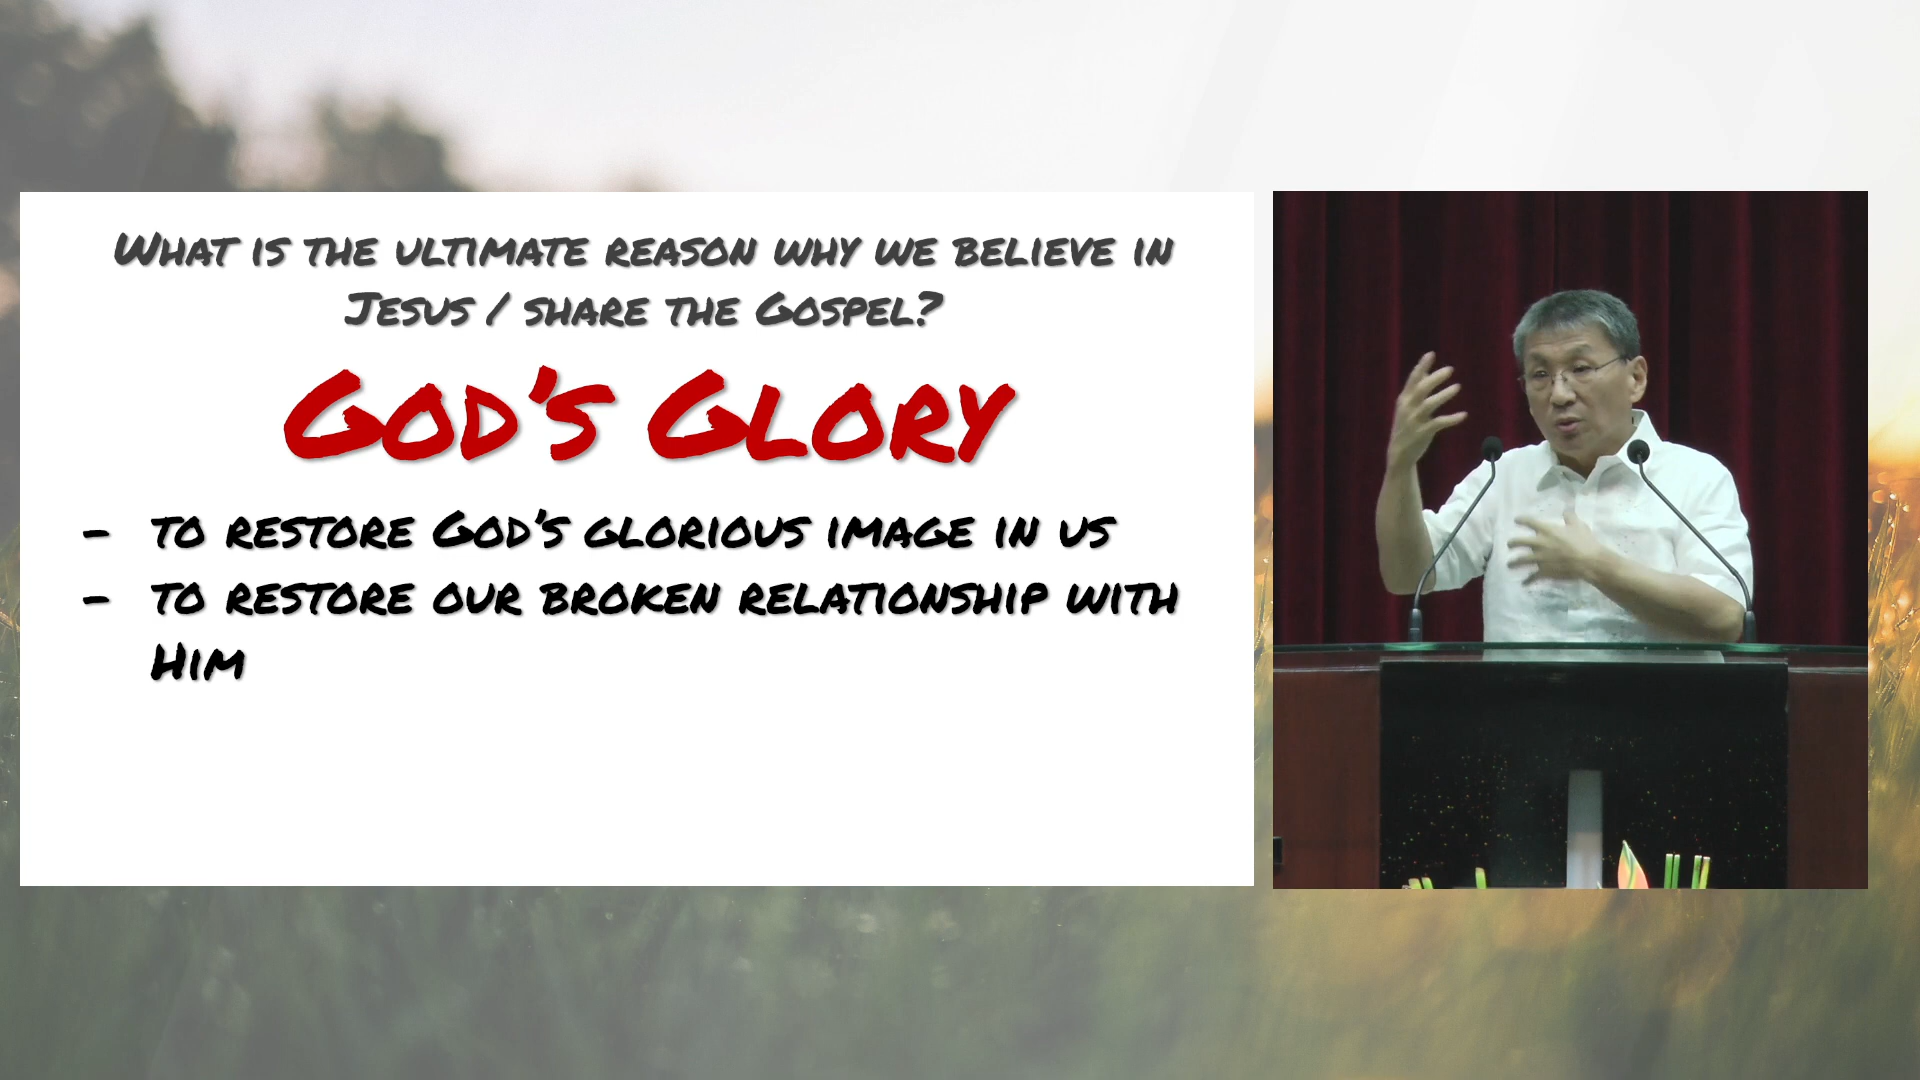 What is the ultimate reason why we believe in
Jesus / share the Gospel?
God's Glory
- to restore God's glorious image in us
- to restore our broken relationship with
Him